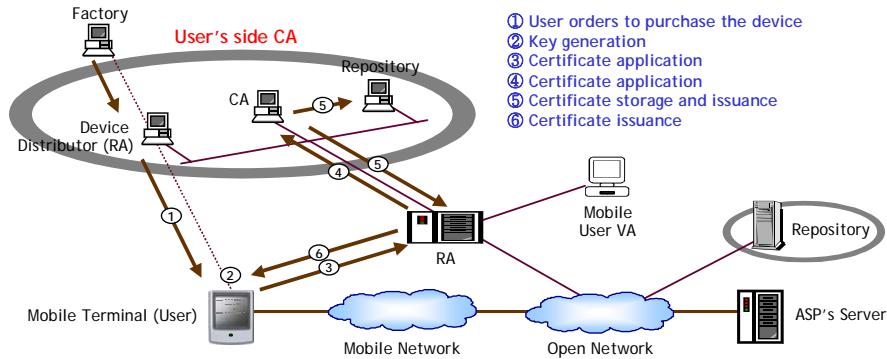 Factory
User's side CA
① User orders to purchase the device
② Key generation
③ Certificate application
④ Certificate application
⑤ Certificate storage and issuance
⑥ Certificate issuance
Repository
CA
⑤
Device
Distributor (RA)
④
⑤
①
Mobile
User VA
Repository
⑥
③
RA
②
Mobile Terminal (User)
ASP's Server
Mobile Network
Open Network